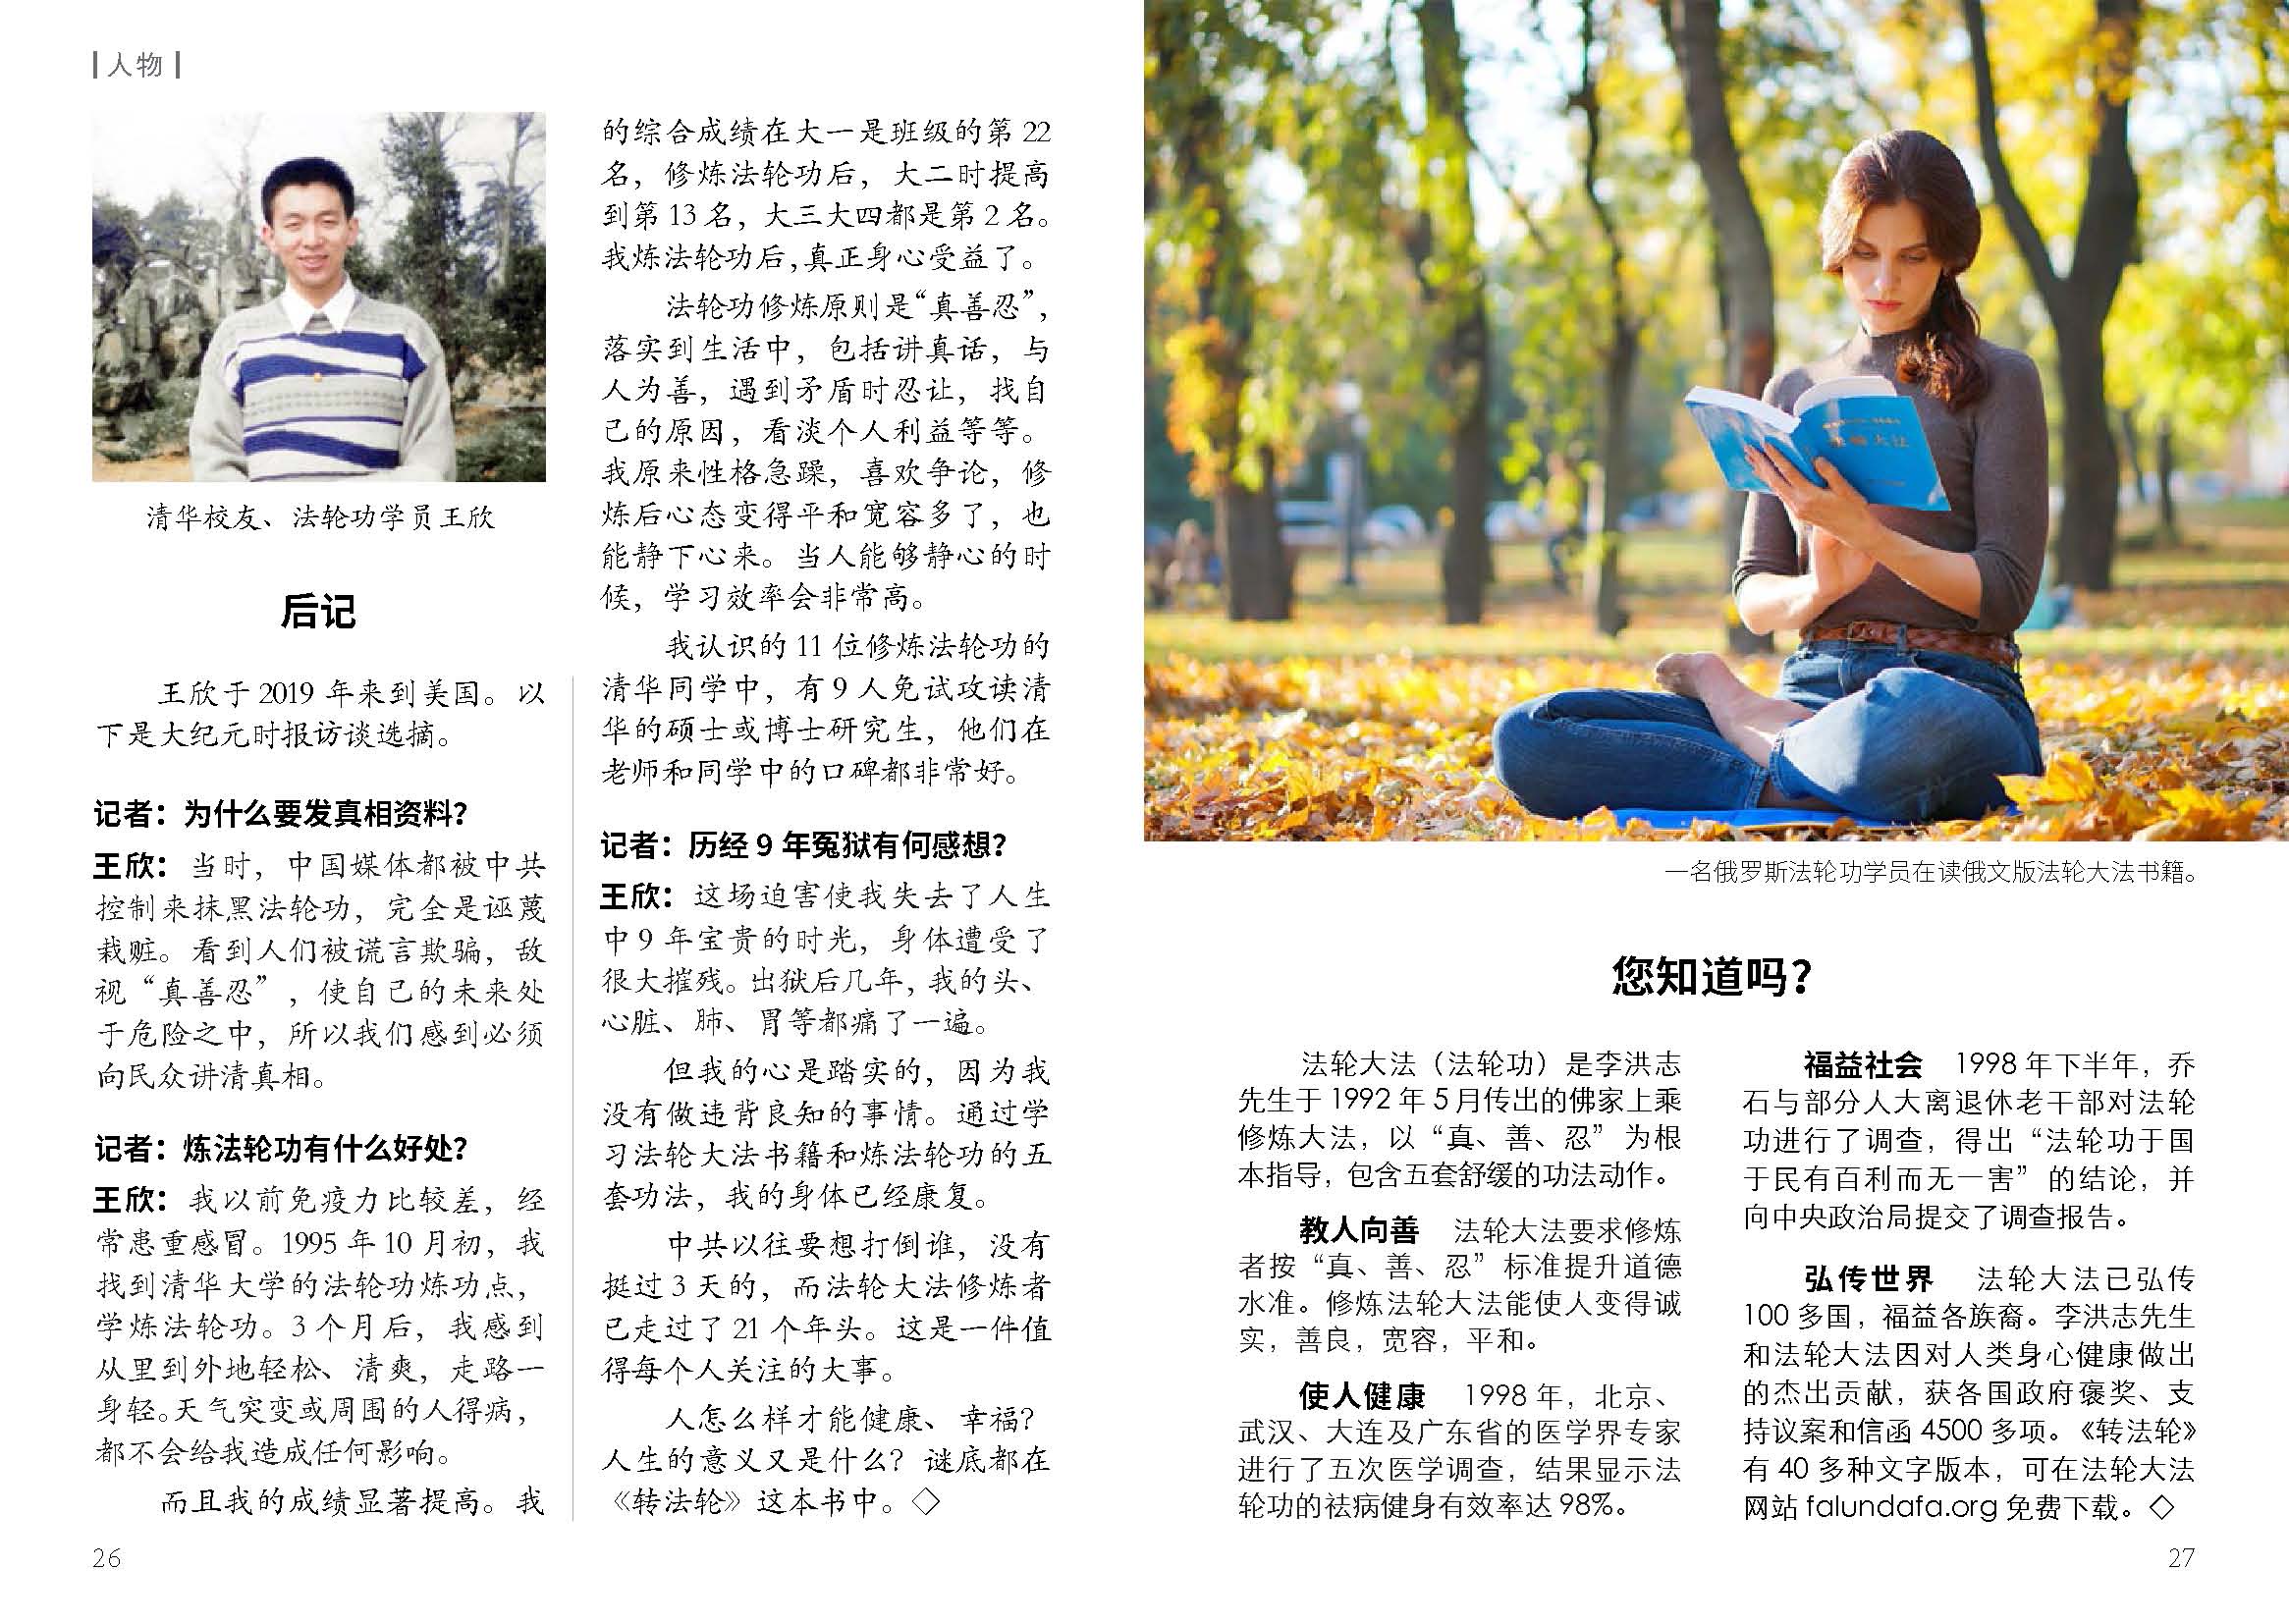 人物
清华校友、法轮功学员王欣
后记
王欣于 2019 年来到美国。以
下是大纪元时报访谈选摘。
记者：为什么要发真相资料？
王欣：当时，中国媒体都被中共
控制来抹黑法轮功，完全是诬蔑
栽赃。看到人们被谎言欺骗，敌
视“真善忍”，使自己的未来处
于危险之中，所以我们感到必须
向民众讲清真相。
记者：炼法轮功有什么好处？
王欣：我以前免疫力比较差，经
常患重感冒。1995 年 10 月初，我
找到清华大学的法轮功炼功点，
学炼法轮功。3 个月后，我感到
从里到外地轻松、清爽，走路一
身轻。天气突变或周围的人得病，
都不会给我造成任何影响。
而且我的成绩显著提高。我
的综合成绩在大一是班级的第 22
名，修炼法轮功后，大二时提高
到第 13 名，大三大四都是第 2 名。
我炼法轮功后，真正身心受益了。
法轮功修炼原则是“真善忍”，
落实到生活中，包括讲真话，与
人为善，遇到矛盾时忍让，找自
己的原因，看淡个人利益等等。
我原来性格急躁，喜欢争论，修
炼后心态变得平和宽容多了，也
能静下心来。当人能够静心的时
候，学习效率会非常高。
我认识的 11 位修炼法轮功的
清华同学中，有 9 人免试攻读清
华的硕士或博士研究生，他们在
老师和同学中的口碑都非常好。
记者：历经 9 年冤狱有何感想？
王欣：这场迫害使我失去了人生
中 9 年宝贵的时光，身体遭受了
很大摧残。出狱后几年，我的头、
心脏、肺、胃等都痛了一遍。
但我的心是踏实的，因为我
没有做违背良知的事情。通过学
习法轮大法书籍和炼法轮功的五
套功法，我的身体已经康复。
中共以往要想打倒谁，没有
挺过 3 天的，而法轮大法修炼者
已走过了 21 个年头。这是一件值
得每个人关注的大事。
人怎么样才能健康、幸福？
人生的意义又是什么？谜底都在
《转法轮》这本书中。◇
26
一名俄罗斯法轮功学员在读俄文版法轮大法书籍。
您知道吗？
法轮大法（法轮功）是李洪志
先生于 1992 年 5 月传出的佛家上乘
修炼大法，以“真、善、忍”为根
本指导，包含五套舒缓的功法动作。
教人向善 法轮大法要求修炼
者按“真、善、忍”标准提升道德
水准。修炼法轮大法能使人变得诚
实，善良，宽容，平和。
使人健康 1998 年，北京、
武汉、大连及广东省的医学界专家
进行了五次医学调查，结果显示法
轮功的祛病健身有效率达 98%。
福益社会 1998 年下半年，乔
石与部分人大离退休老干部对法轮
功进行了调查，得出“法轮功于国
于民有百利而无一害”的结论，并
向中央政治局提交了调查报告。
弘传世界 法轮大法已弘传
100 多国，福益各族裔。李洪志先生
和法轮大法因对人类身心健康做出
的杰出贡献，获各国政府褒奖、支
持议案和信函 4500 多项。《转法轮》
有 40 多种文字版本，可在法轮大法
网站 falundafa.org 免费下载。◇
27